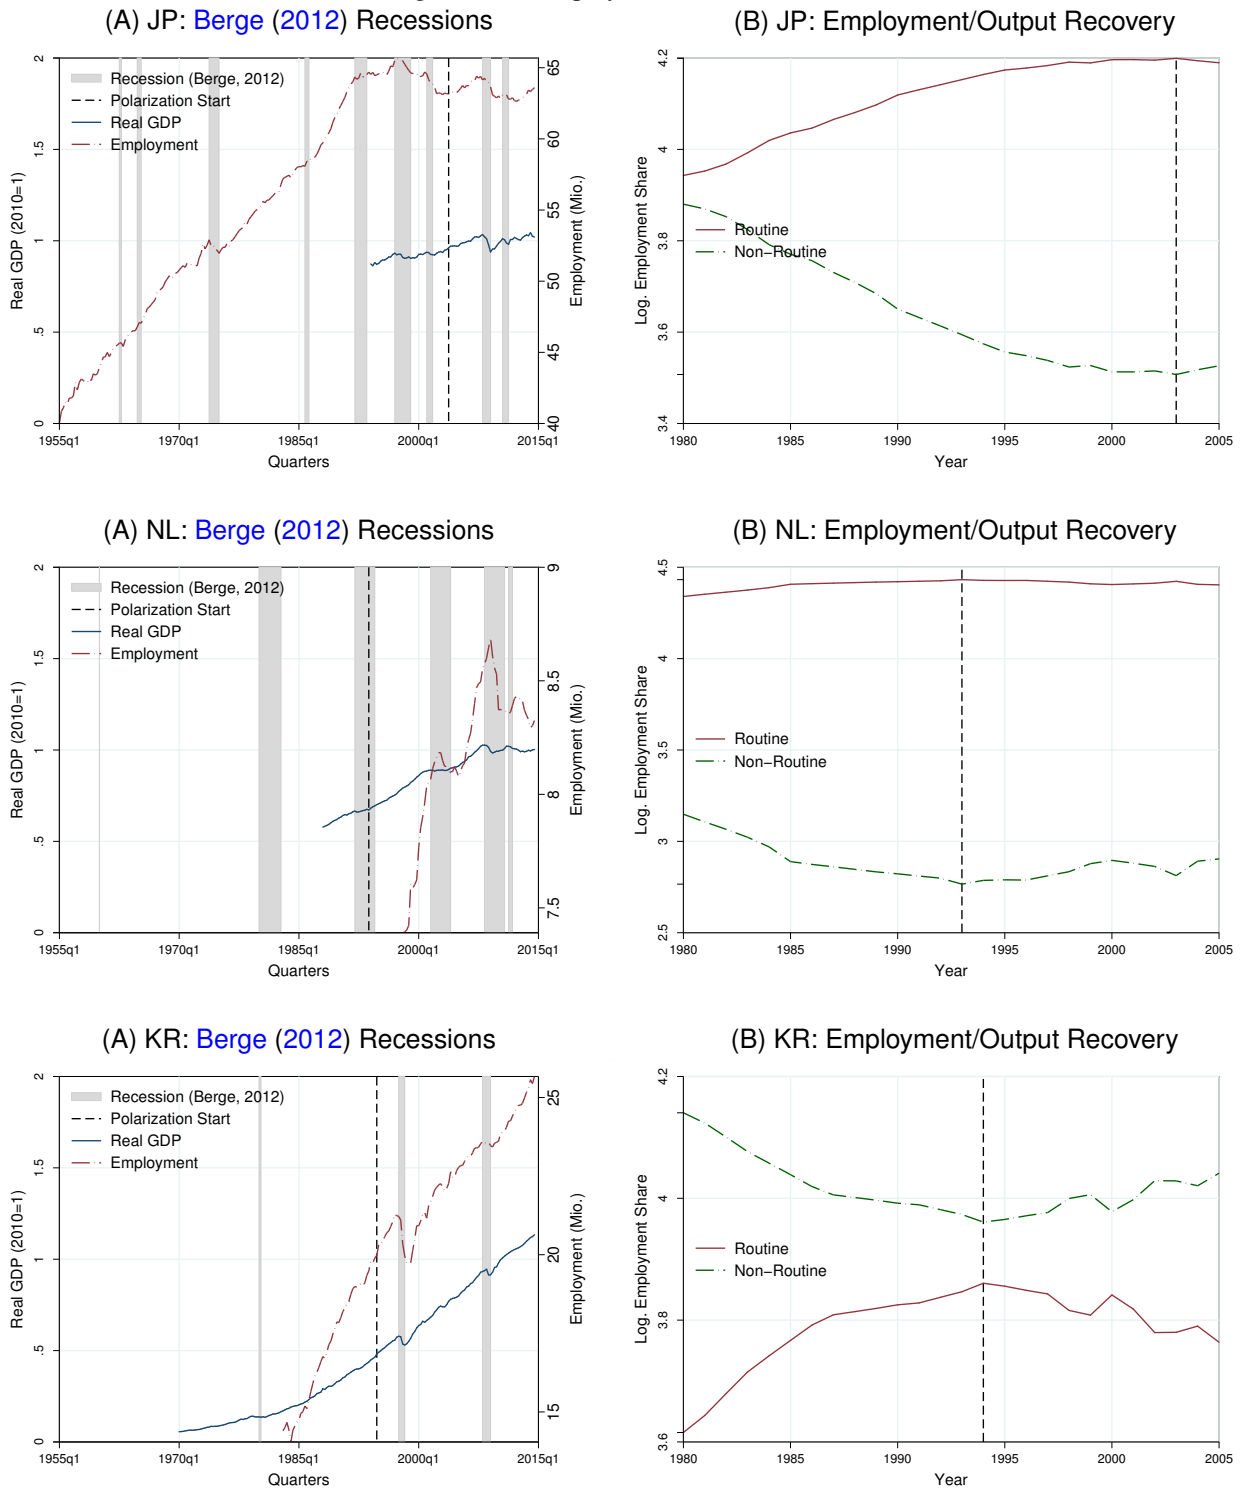 (A) JP: Berge (2012) Recessions
2
1.5
1
.5
0
Real GDP (2010=1)
Recession (Berge, 2012)
Polarization Start
Real GDP
Employment
65
60
55
50
45
40
Employment (Mio.)
1955q1 1970q1 1985q1 2000q1 2015q1
Quarters
(B) JP: Employment/Output Recovery
4.2
4
3.8
3.6
3.4
Log. Employment Share
Routine
Non−Routine
1980 1985 1990 1995 2000 2005
Year
(A) NL: Berge (2012) Recessions
2
1.5
1
.5
0
Real GDP (2010=1)
Recession (Berge, 2012)
Polarization Start
Real GDP
Employment
9
8.5
8
7.5
Employment (Mio.)
1955q1 1970q1 1985q1 2000q1 2015q1
Quarters
(B) NL: Employment/Output Recovery
4.5
4
3.5
3
2.5
Log. Employment Share
Routine
Non−Routine
1980 1985 1990 1995 2000 2005
Year
(A) KR: Berge (2012) Recessions
2
1.5
1
.5
0
Real GDP (2010=1)
Recession (Berge, 2012)
Polarization Start
Real GDP
Employment
25
20
15
Employment (Mio.)
1955q1 1970q1 1985q1 2000q1 2015q1
Quarters
(B) KR: Employment/Output Recovery
4.2
4
3.8
3.6
Log. Employment Share
Routine
Non−Routine
1980 1985 1990 1995 2000 2005
Year